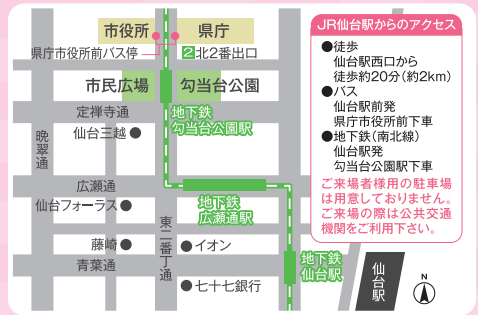 市役所
県庁
県庁市役所前バス停
2北2番出口
市民広場
勾当台公園
定禅寺通
地下鉄
勾当台公園駅
仙台三越●
晩翠通
広瀬通
地下鉄
広瀬通駅
仙台フォーラス●
東二番丁通
藤崎●
●イオン
青葉通
地下鉄
仙台駅
●七十七銀行
仙台駅
N
JR仙台駅からのアクセス
●徒歩
仙台駅西口から
徒歩約20分(約2km)
●バス
仙台駅前発
県庁市役所前下車
●地下鉄(南北線)
仙台駅発
勾当台公園駅下車
ご来場者様用の駐車場
は用意しておりません。
ご来場の際は公共交通
機関をご利用下さい。